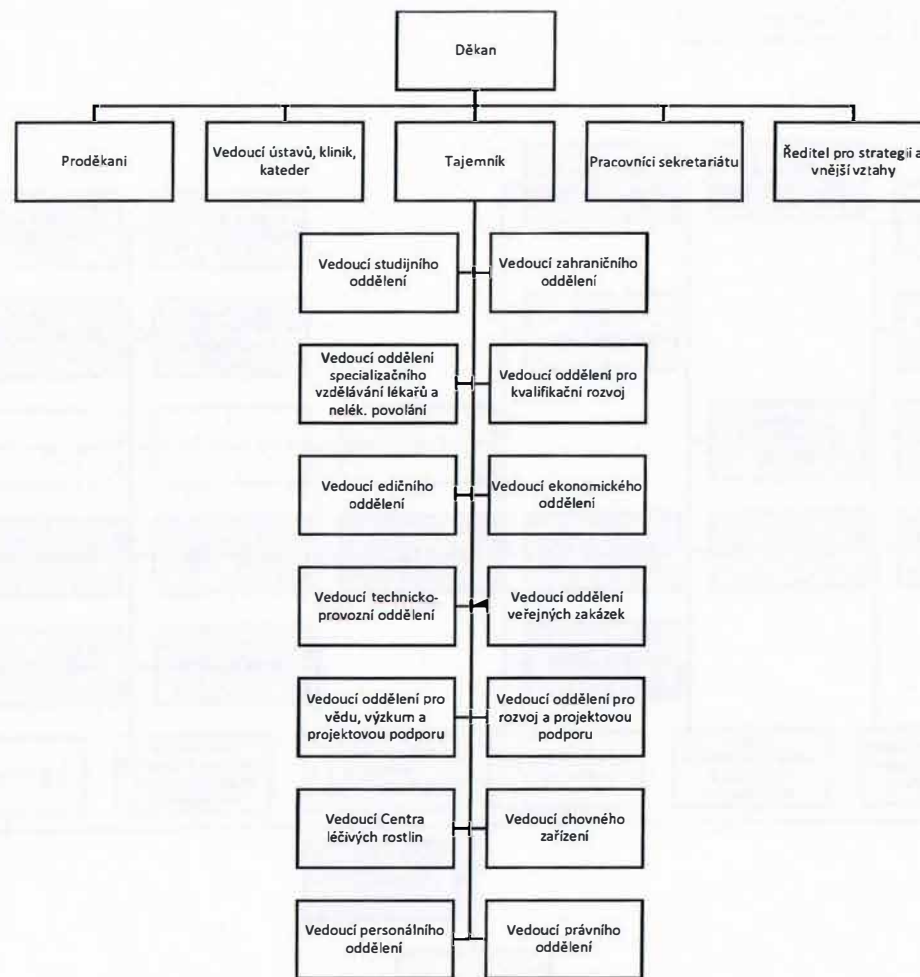 Děkan
Proděkani
Vedoucí ústavů, klinik,
kateder
Tajemník
Pracovníci sekretariátu
Ředitel pro strategii a
vnější vztahy
Vedoucí studijního
oddělení
Vedoucí zahraničního
oddělení
Vedoucí oddělení
specializačního
vzdělávání lékařů a
nelék. povolání
Vedoucí oddělení pro
kvalifikační rozvoj
Vedoucí edičního
oddělení
Vedoucí ekonomického
oddělení
Vedoucí technicko-
provozní oddělení
Vedoucí oddělení
veřejných zakázek
Vedoucí oddělení pro
vědu, výzkum a
projektovou podporu
Vedoucí oddělení pro
rozvoj a projektovou
podporu
Vedoucí Centra
léčivých rostlin
Vedoucí chovného
zařízení
Vedoucí personálního
oddělení
Vedoucí právního
oddělení